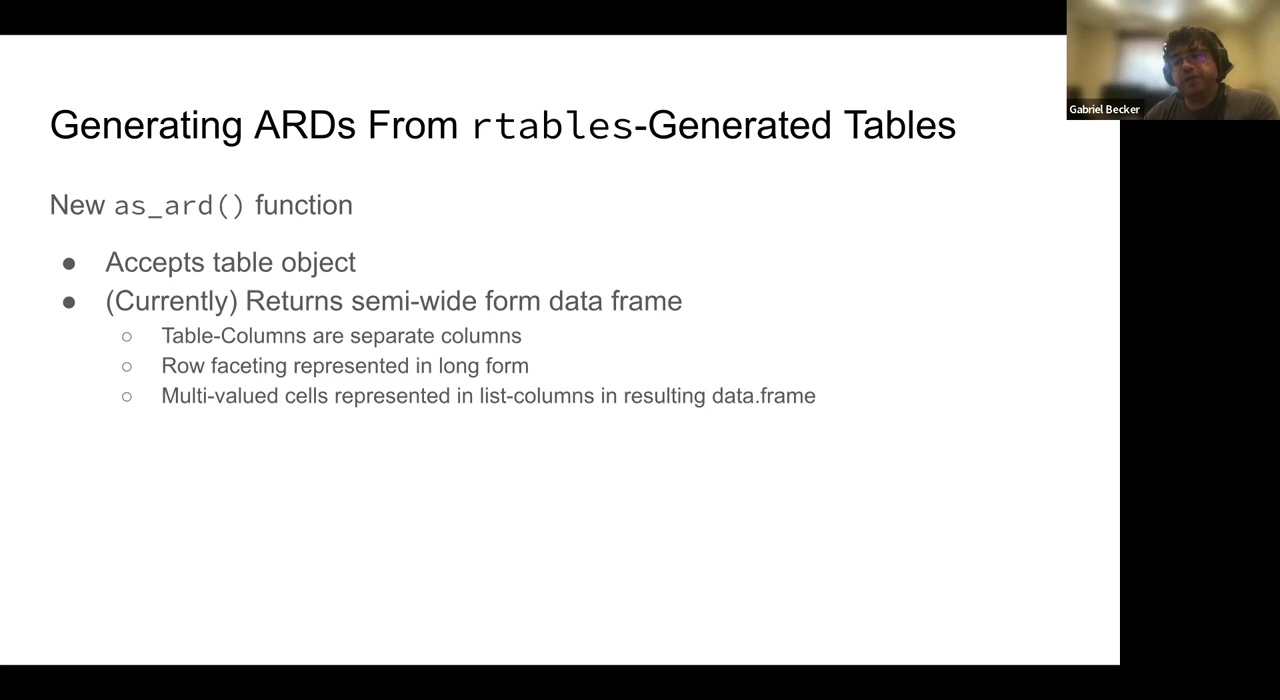 Generating ARDs From rtables-Generated Tables
Gabriel Becker
New as_ard() function
● Accepts table object
● (Currently) Returns semi-wide form data frame
○ Table-Columns are separate columns
○ Row faceting represented in long form
○ Multi-valued cells represented in list-columns in resulting data.frame